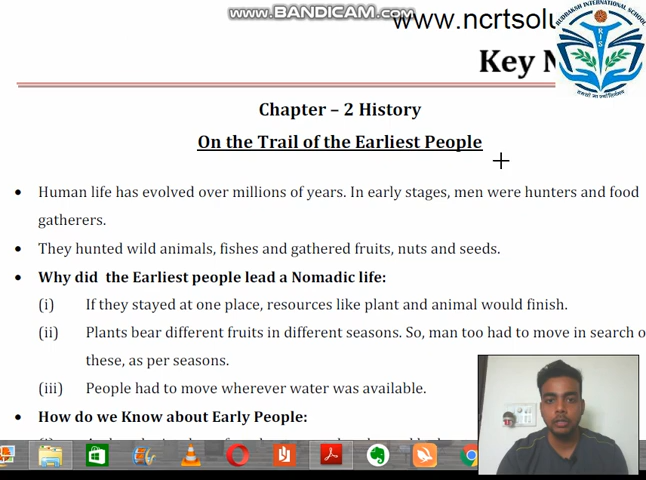 www.BANDICAM.com
www.ncrtsolu
RUDRAKSH INTERNATIONAL SCHOOL
RIS
Key N
Chapter – 2 History
On the Trail of the Earliest People
• Human life has evolved over millions of years. In early stages, men were hunters and food
gatherers.
• They hunted wild animals, fishes and gathered fruits, nuts and seeds.
• Why did the Earliest people lead a Nomadic life:
(i) If they stayed at one place, resources like plant and animal would finish.
(ii) Plants bear different fruits in different seasons. So, man too had to move in search o
these, as per seasons.
(iii) People had to move wherever water was available.
• How do we Know about Early People: